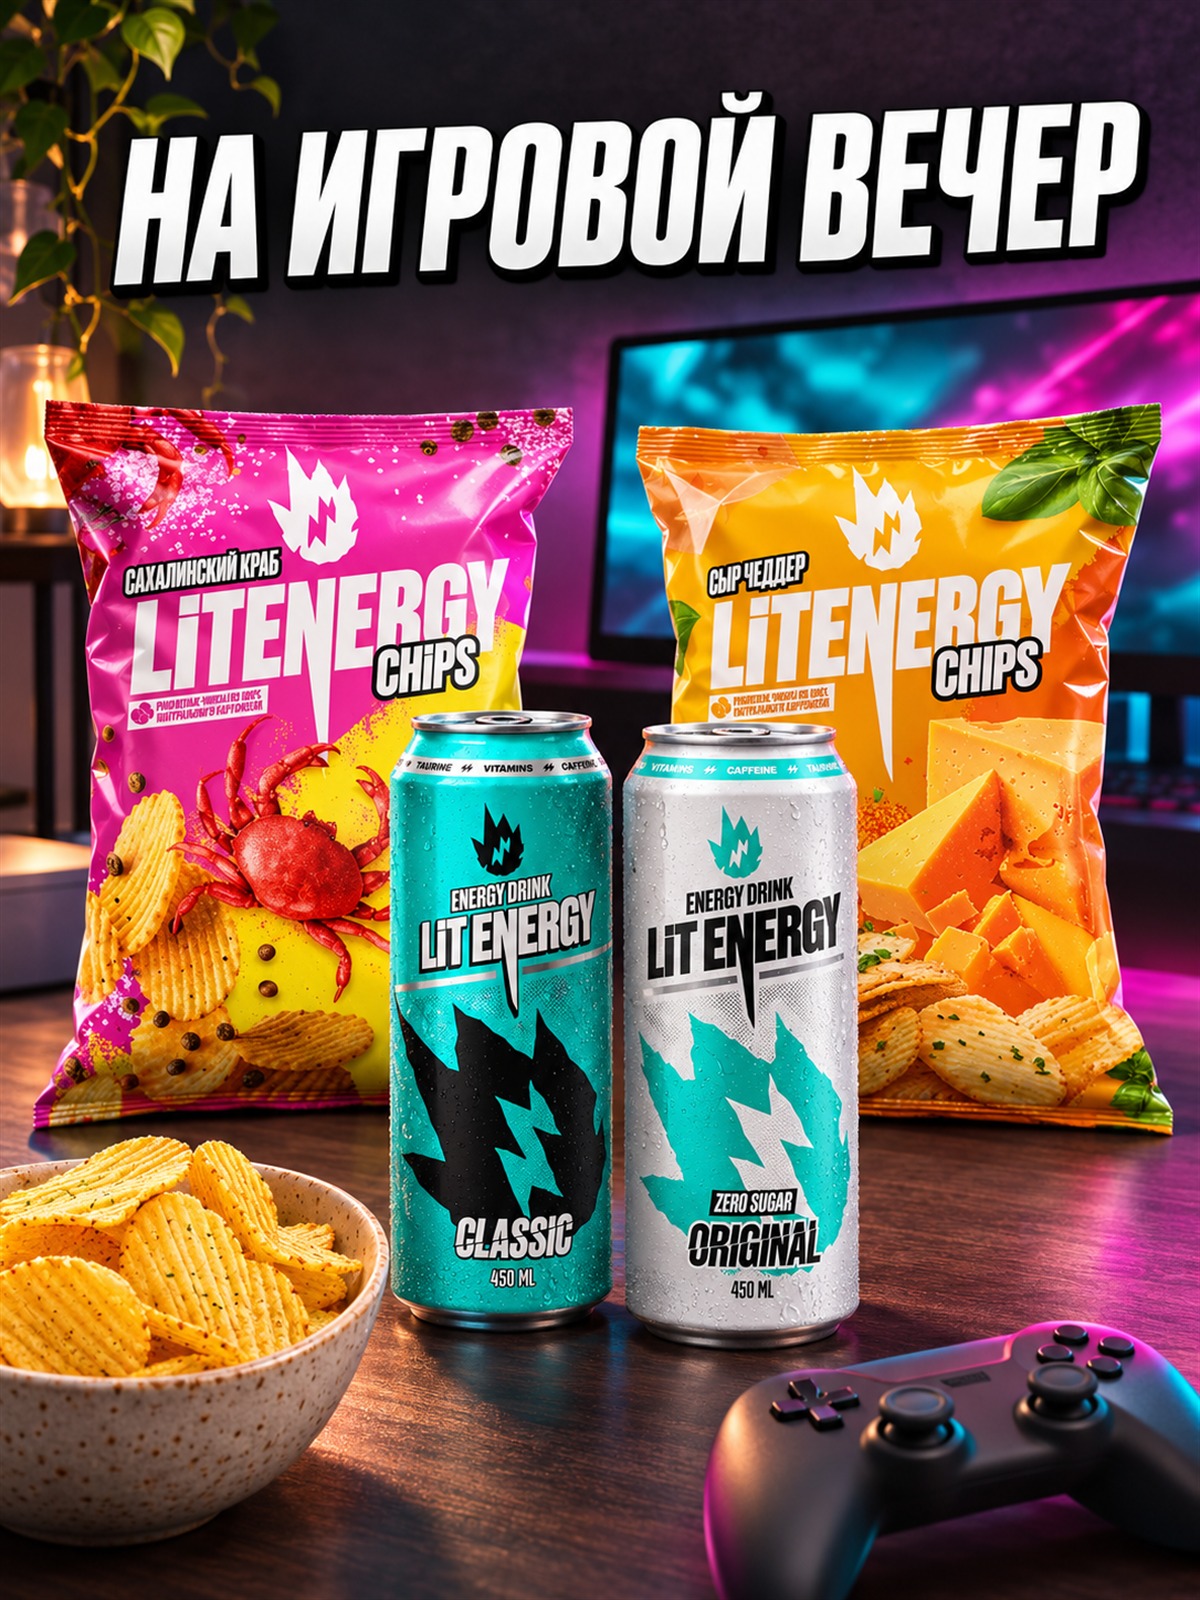 НА ИГРОВОЙ ВЕЧЕР
САХАЛИНСКИЙ КРАБ
LiTENERGY
CHiPS
СЫР ЧЕДДЕР
LiTENERGY
CHiPS
TAURINE VITAMINS CAFFEINE
ENERGY DRINK
LiT ENERGY
CLASSIC
450 ML
VITAMINS CAFFEINE TAURINE
ENERGY DRINK
LiT ENERGY
ZERO SUGAR
ORIGINAL
450 ML